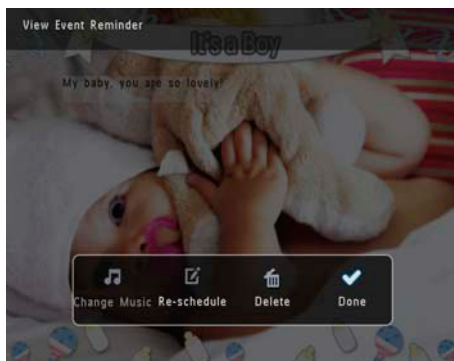 View Event Reminder
It's a Boy
My baby, you are so lovely!
Change Music Re-schedule Delete Done